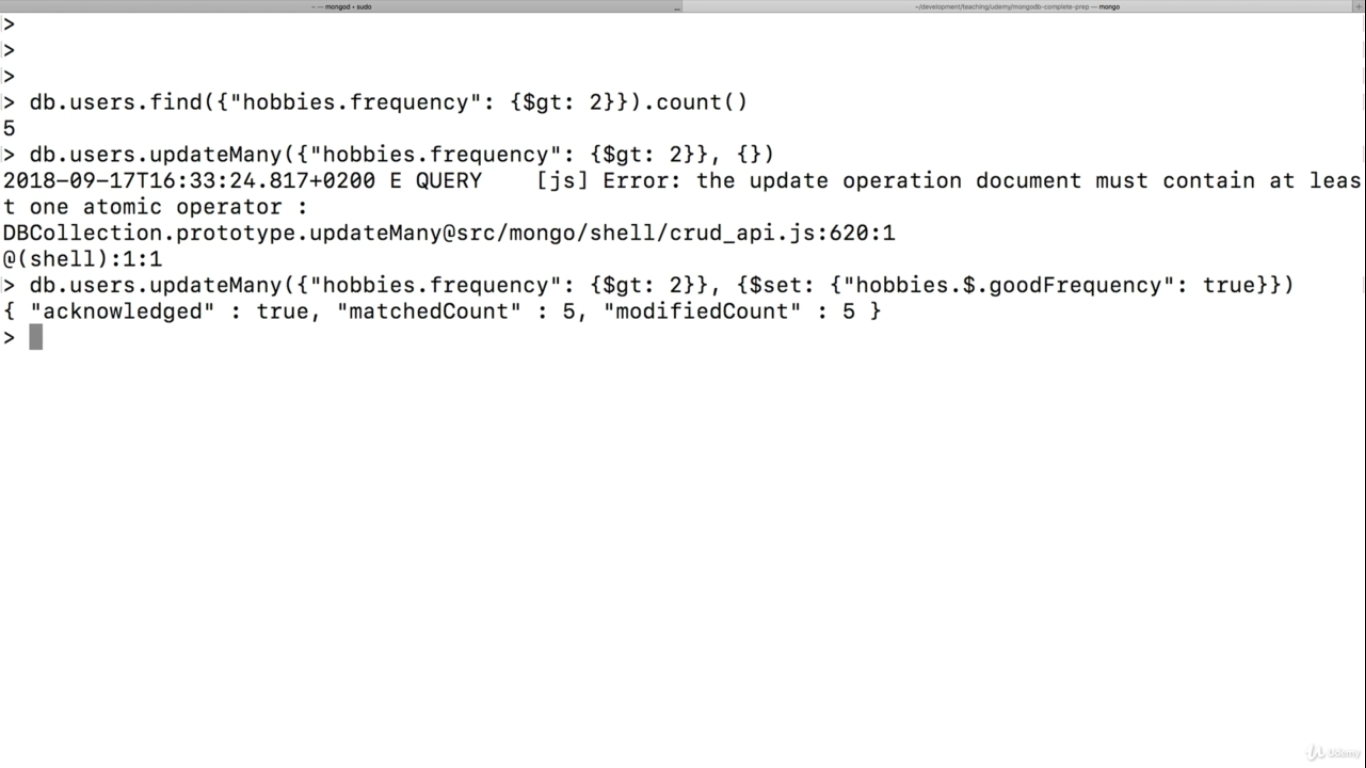 ~ — mongod • sudo
~/development/teaching/udemy/mongodb-complete-prep — mongo
>
>
>
> db.users.find({"hobbies.frequency": {$gt: 2}}).count()
5
> db.users.updateMany({"hobbies.frequency": {$gt: 2}}, {})
2018-09-17T16:33:24.817+0200 E QUERY    [js] Error: the update operation document must contain at leas
t one atomic operator :
DBCollection.prototype.updateMany@src/mongo/shell/crud_api.js:620:1
@(shell):1:1
> db.users.updateMany({"hobbies.frequency": {$gt: 2}}, {$set: {"hobbies.$.goodFrequency": true}})
{ "acknowledged" : true, "matchedCount" : 5, "modifiedCount" : 5 }
>
Udemy